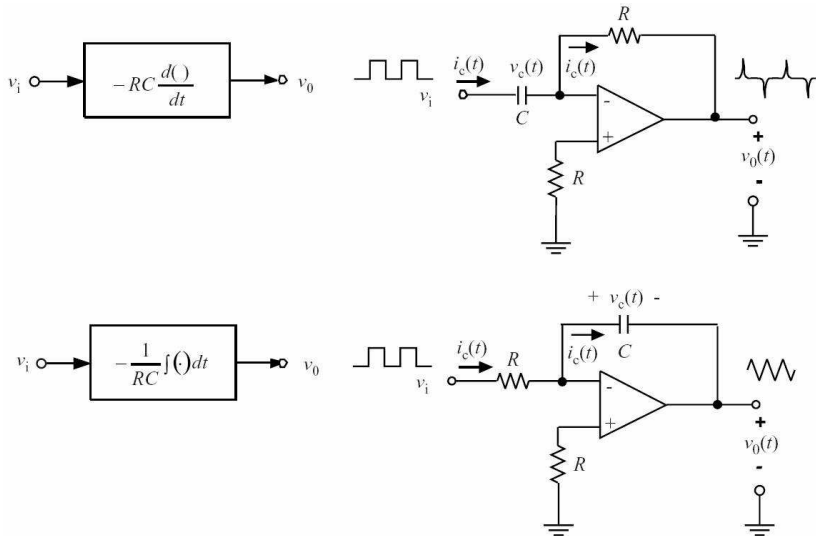 R
v_i
-RC d( )/dt
v_0
v_i
i_c(t)
v_c(t)
i_c(t)
C
-
+
R
+
v_0(t)
-
+ v_c(t) -
v_i
-1/RC ∫(·)dt
v_0
v_i
i_c(t)
R
i_c(t)
C
-
+
R
+
v_0(t)
-